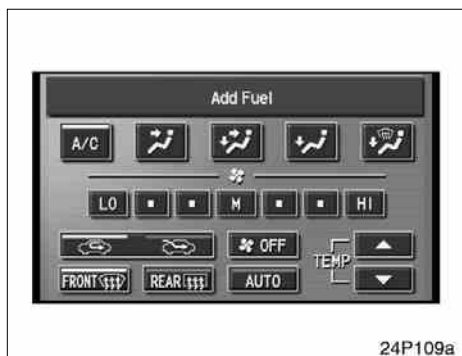 Add Fuel
A/C
LO M HI
OFF
TEMP
FRONT REAR AUTO
24P109a